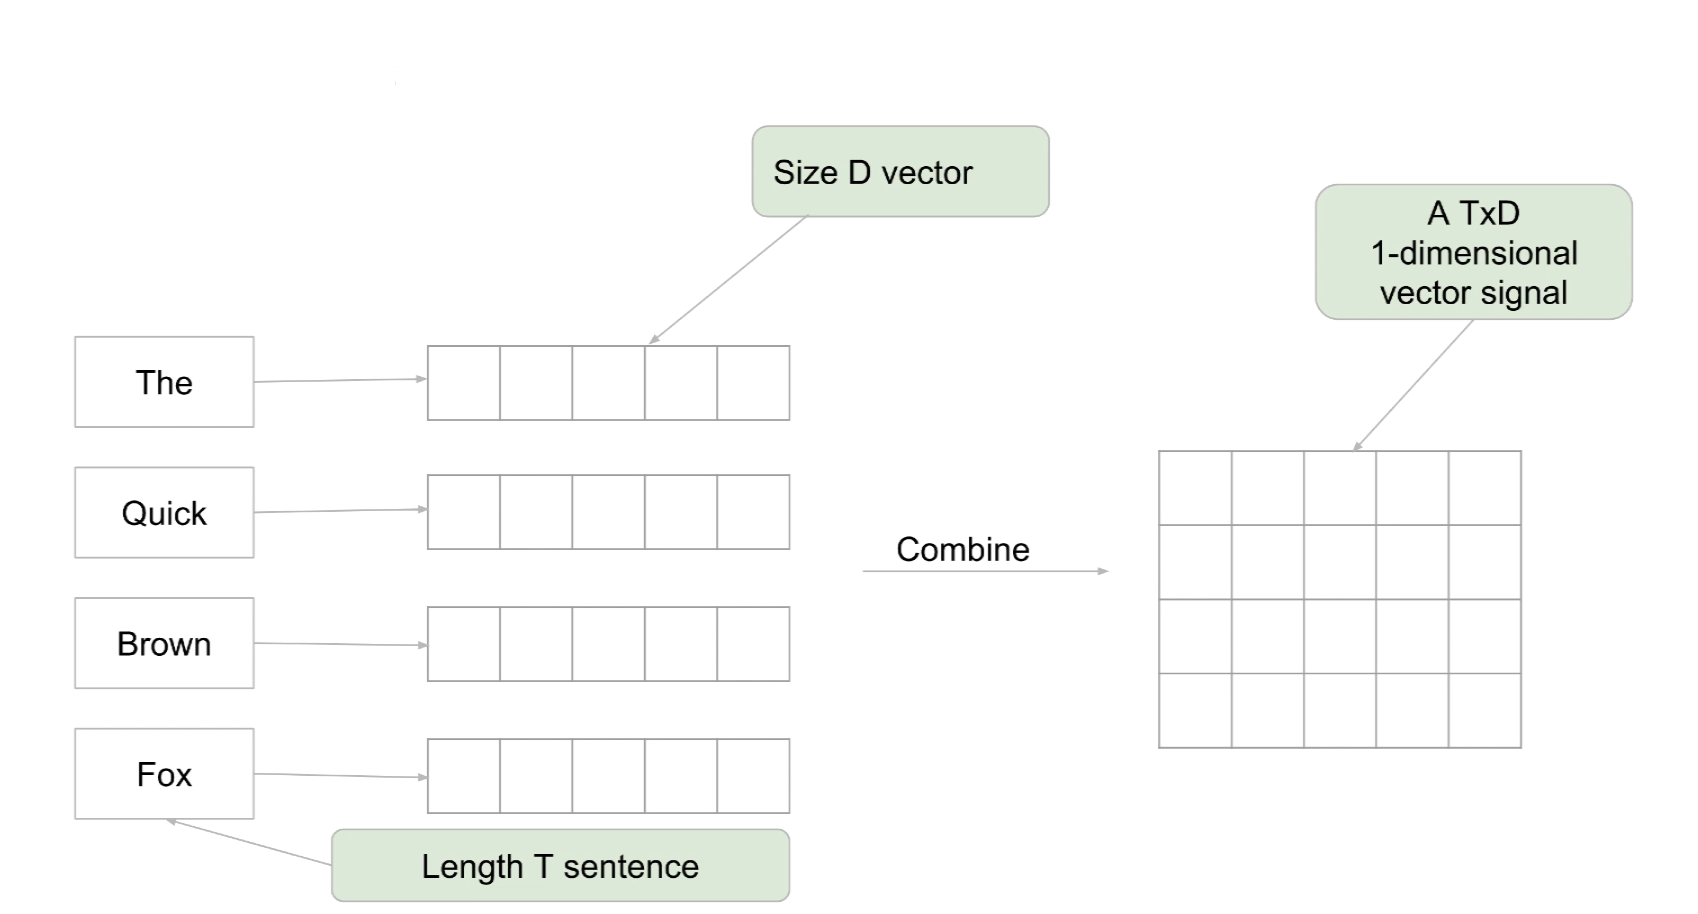 Size D vector
A TxD
1-dimensional
vector signal
The
Quick
Combine
Brown
Fox
Length T sentence